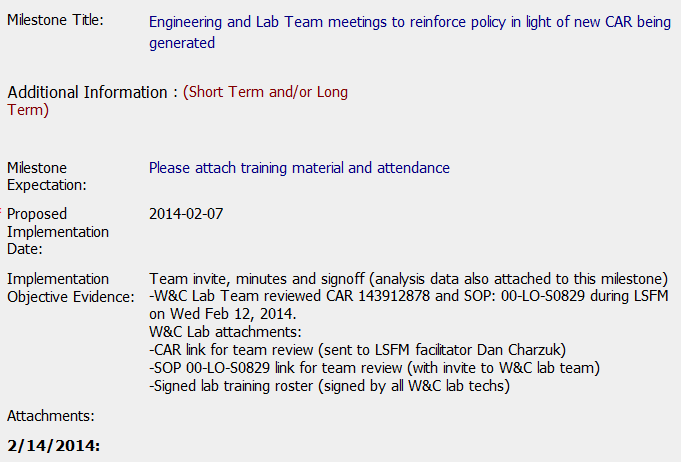 Milestone Title: Engineering and Lab Team meetings to reinforce policy in light of new CAR being
generated
Additional Information : (Short Term and/or Long
Term)
Milestone Please attach training material and attendance
Expectation:
* Proposed 2014-02-07
Implementation
Date:
Implementation Team invite, minutes and signoff (analysis data also attached to this milestone)
Objective Evidence: -W&C Lab Team reviewed CAR 143912878 and SOP: 00-LO-S0829 during LSFM
on Wed Feb 12, 2014.
W&C Lab attachments:
-CAR link for team review (sent to LSFM facilitator Dan Charzuk)
-SOP 00-LO-S0829 link for team review (with invite to W&C lab team)
-Signed lab training roster (signed by all W&C lab techs)
Attachments:
2/14/2014: